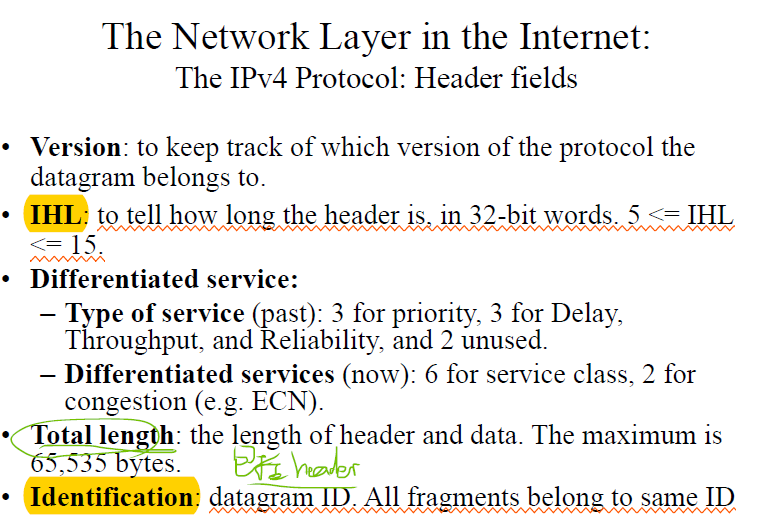 The Network Layer in the Internet:
The IPv4 Protocol: Header fields
• Version: to keep track of which version of the protocol the
datagram belongs to.
• IHL: to tell how long the header is, in 32-bit words. 5 <= IHL
<= 15.
• Differentiated service:
– Type of service (past): 3 for priority, 3 for Delay,
Throughput, and Reliability, and 2 unused.
– Differentiated services (now): 6 for service class, 2 for
congestion (e.g. ECN).
• Total length: the length of header and data. The maximum is
65,535 bytes.
包括 header
• Identification: datagram ID. All fragments belong to same ID